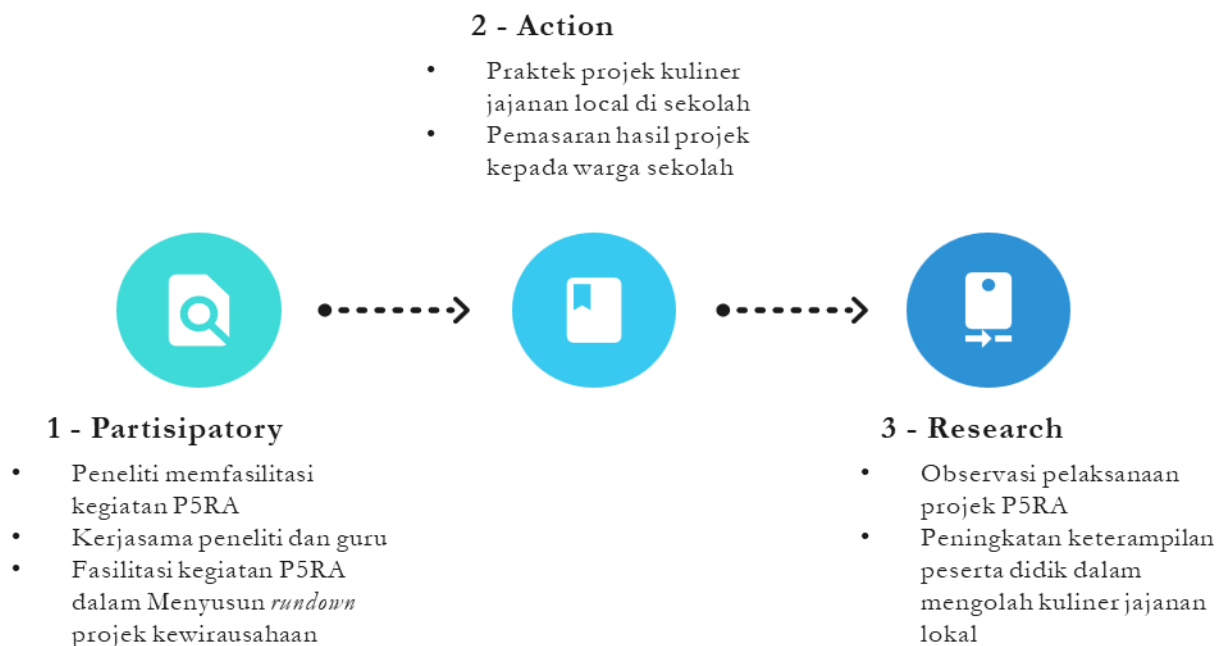 2 - Action
• Praktek projek kuliner
jajanan local di sekolah
• Pemasaran hasil projek
kepada warga sekolah
1 - Partisipatory
• Peneliti memfasilitasi
kegiatan P5RA
• Kerjasama peneliti dan guru
• Fasilitasi kegiatan P5RA
dalam Menyusun rundown
projek kewirausahaan
3 - Research
• Observasi pelaksanaan
projek P5RA
• Peningkatan keterampilan
peserta didik dalam
mengolah kuliner jajanan
lokal